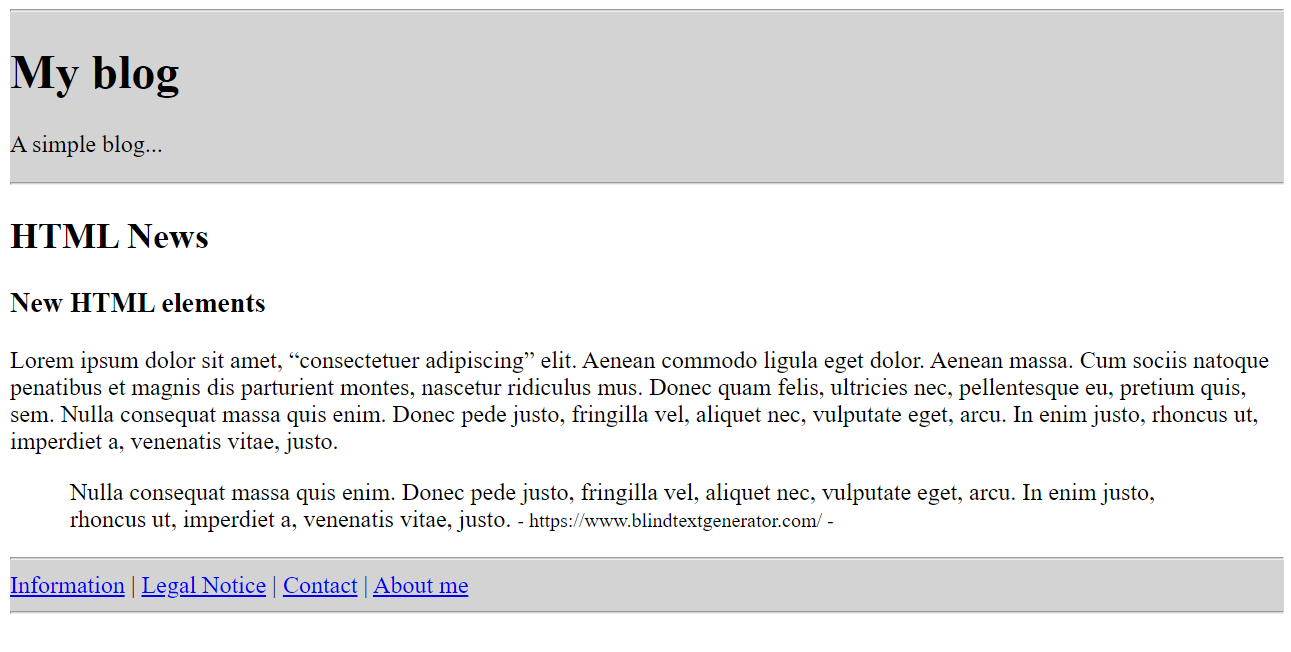 My blog
A simple blog...
HTML News
New HTML elements
Lorem ipsum dolor sit amet, “consectetuer adipiscing” elit. Aenean commodo ligula eget dolor. Aenean massa. Cum sociis natoque
penatibus et magnis dis parturient montes, nascetur ridiculus mus. Donec quam felis, ultricies nec, pellentesque eu, pretium quis,
sem. Nulla consequat massa quis enim. Donec pede justo, fringilla vel, aliquet nec, vulputate eget, arcu. In enim justo, rhoncus ut,
imperdiet a, venenatis vitae, justo.
Nulla consequat massa quis enim. Donec pede justo, fringilla vel, aliquet nec, vulputate eget, arcu. In enim justo,
rhoncus ut, imperdiet a, venenatis vitae, justo. - https://www.blindtextgenerator.com/ -
Information | Legal Notice | Contact | About me